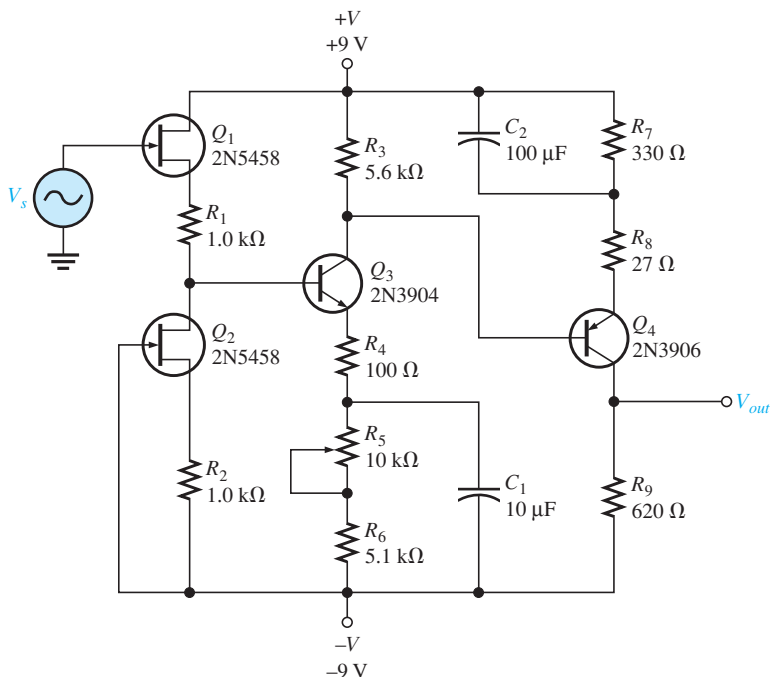 +V
+9 V
Q1
2N5458
R1
1.0 kΩ
Vs
Q2
2N5458
R2
1.0 kΩ
R3
5.6 kΩ
Q3
2N3904
R4
100 Ω
R5
10 kΩ
R6
5.1 kΩ
C2
100 μF
C1
10 μF
R7
330 Ω
R8
27 Ω
Q4
2N3906
Vout
R9
620 Ω
–V
–9 V